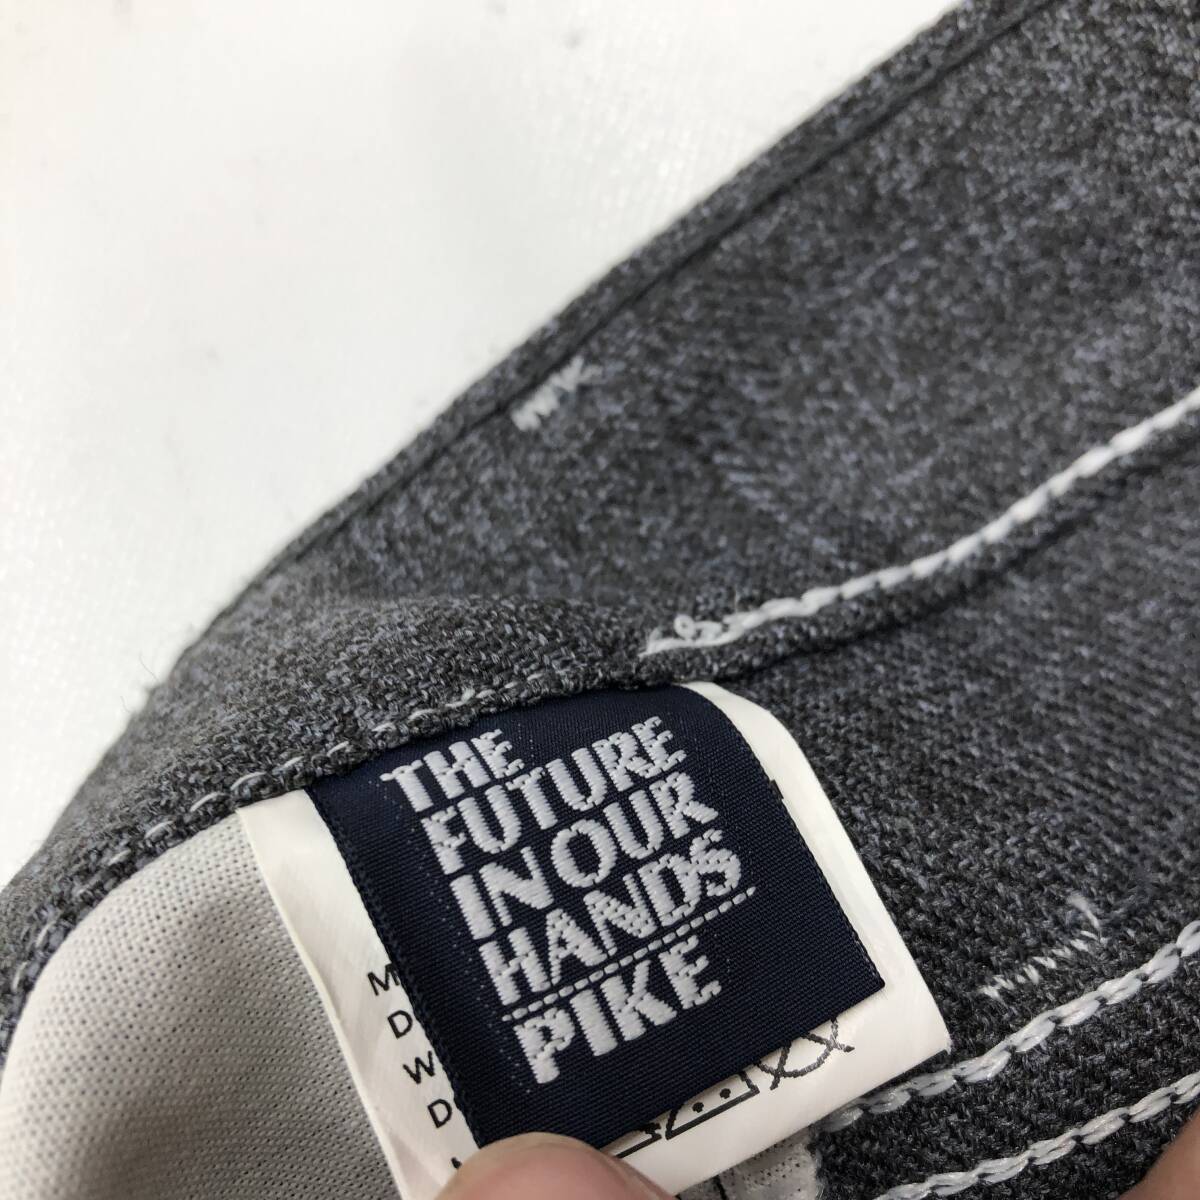 THE
FUTURE
IN OUR
HANDS
PIKE
M
D
W
D